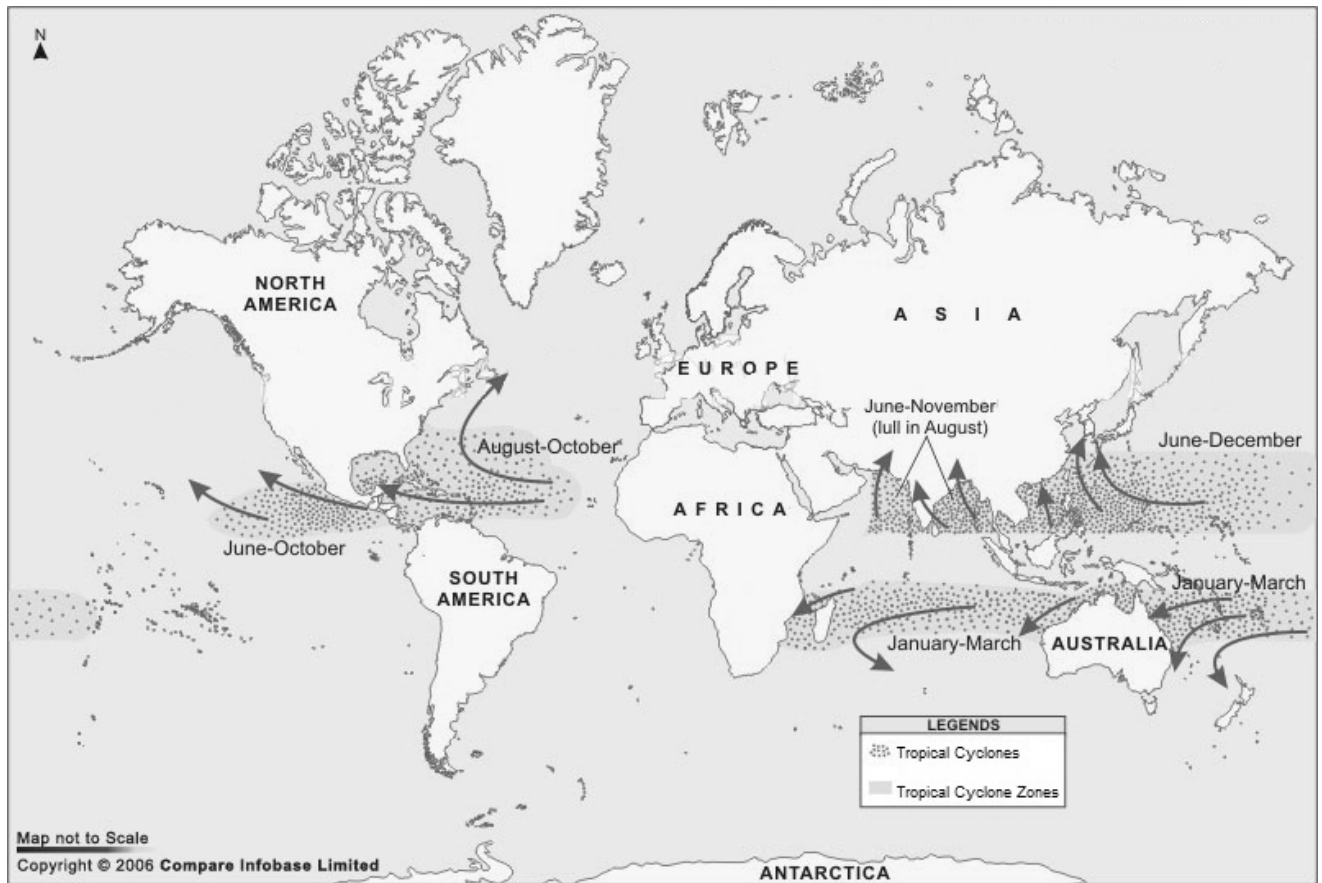 N
NORTH
AMERICA
A S I A
EUROPE
June-November
(lull in August)
August-October
June-December
AFRICA
June-October
SOUTH
AMERICA
January-March
January-March
AUSTRALIA
LEGENDS
Tropical Cyclones
Tropical Cyclone Zones
Map not to Scale
Copyright © 2006 Compare Infobase Limited
ANTARCTICA